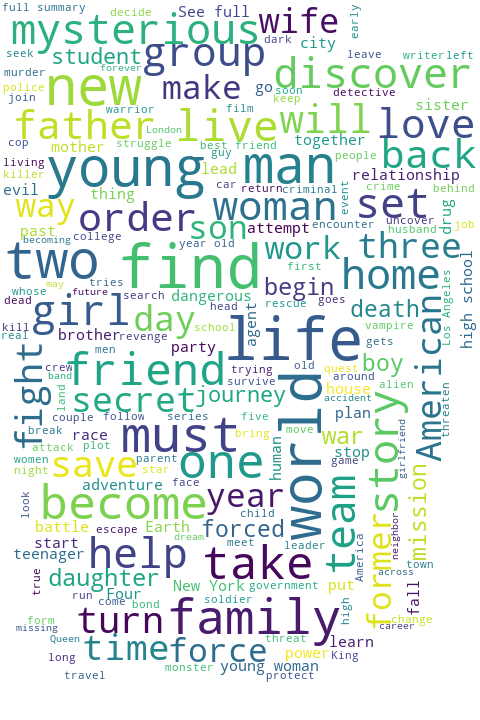 full summary
decide
See full
wife
early
mysterious
group
dark
city
leave
writer
left
seek
student
discover
murder
forever
make
go
soon
detective
police
new
keep
join
warrior
film
sister
father
live
will
love
cop
mother
London
struggle
best friend
together
people
back
living
young
guy
lead
man
relationship
killer
car
return
criminal
event
crime
behind
evil
thing
woman
set
uncover
drug
job
way
order
son
attempt
encounter
husband
past
college
year old
work
three
becoming
two
find
first
home
Los Angeles
high school
whose
may
future
tries
search
dangerous
begin
dead
girl
head
rescue
goes
death
kill
day
school
agent
life
vampire
real
brother
revenge
party
gets
American
fight
men
trying
old
boy
crew
friend
quest
around
alien
band
survive
house
accident
threaten
land
secret
journey
world
plan
couple
follow
series
five
move
story
girlfriend
break
race
must
bring
war
attack
plot
human
stop
women
save
parent
one
game
night
star
face
team
mission
adventure
year
child
former
neighbor
look
become
battle
escape
Earth
forced
meet
leader
America
town
start
help
take
across
teenager
true
daughter
New York
government
put
high
fall
run
come
Four
bond
soldier
change
form
turn
family
career
missing
Queen
time
force
threat
King
learn
long
power
monster
young woman
travel
protect
dream